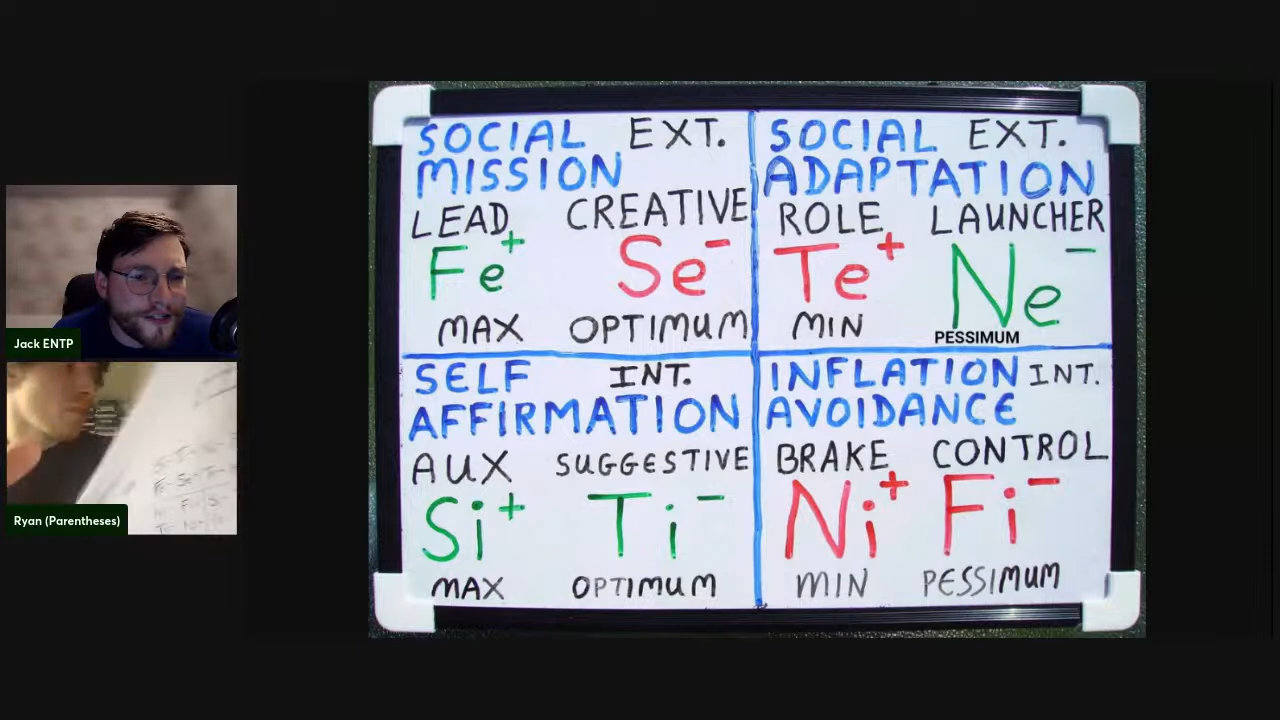 SOCIAL EXT.
MISSION
LEAD CREATIVE
Fe+ Se-
MAX OPTIMUM
SOCIAL EXT.
ADAPTATION
ROLE LAUNCHER
Te+ Ne-
MIN PESSIMUM
SELF INT.
AFFIRMATION
AUX SUGGESTIVE
Si+ Ti-
MAX OPTIMUM
INFLATION INT.
AVOIDANCE
BRAKE CONTROL
Ni+ Fi-
MIN PESSIMUM
Jack ENTP
Ryan (Parentheses)